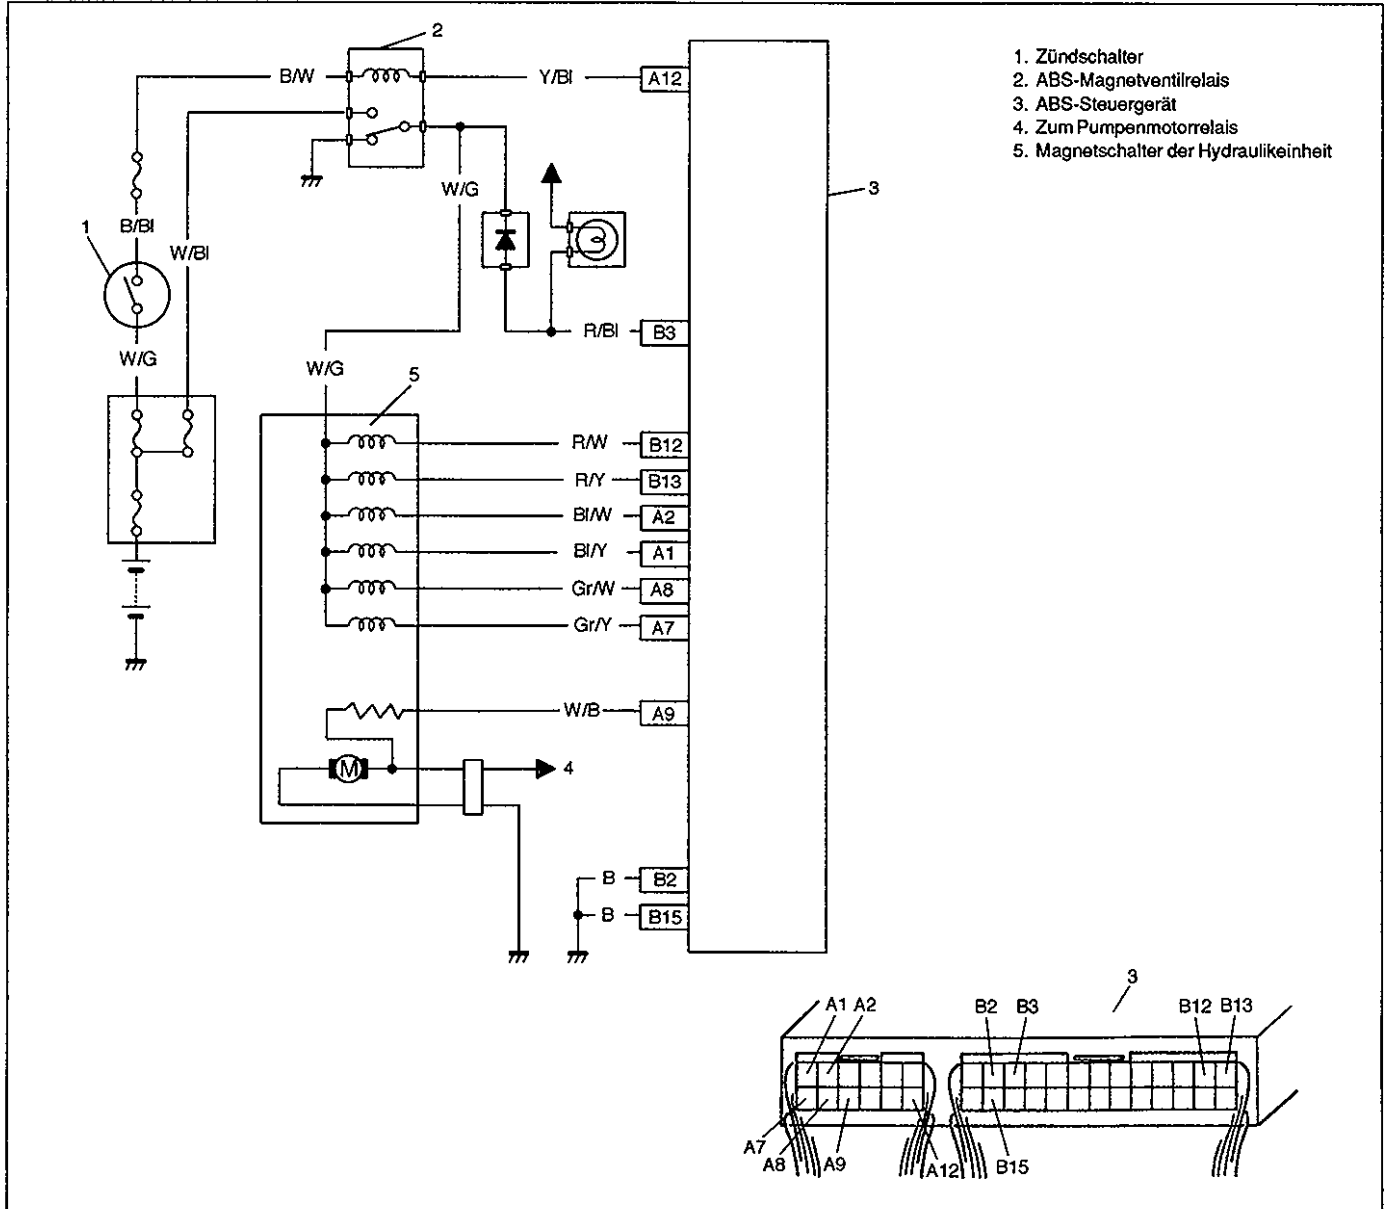 2
B/W
Y/Bl
A12
1. Zündschalter
2. ABS-Magnetventilrelais
3. ABS-Steuergerät
4. Zum Pumpenmotorrelais
5. Magnetschalter der Hydraulikeinheit
3
W/G
1
B/Bl
W/Bl
R/Bl
B3
W/G
W/G
5
R/W
B12
R/Y
B13
Bl/W
A2
Bl/Y
A1
Gr/W
A8
Gr/Y
A7
W/B
A9
M
4
B
B2
B
B15
3
A1 A2
B2 B3
B12 B13
A7
A8
A9
A12
B15